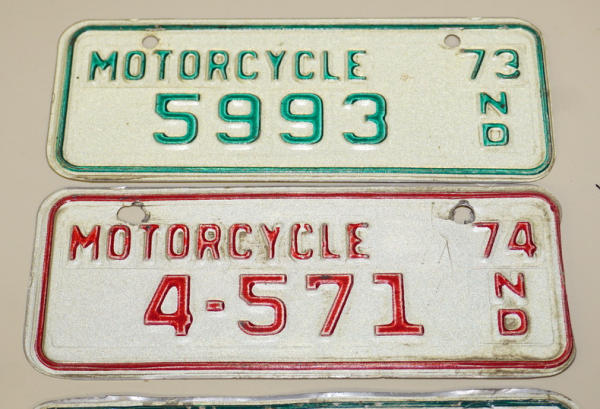 MOTORCYCLE 73
5993 ND
MOTORCYCLE 74
4-571 ND